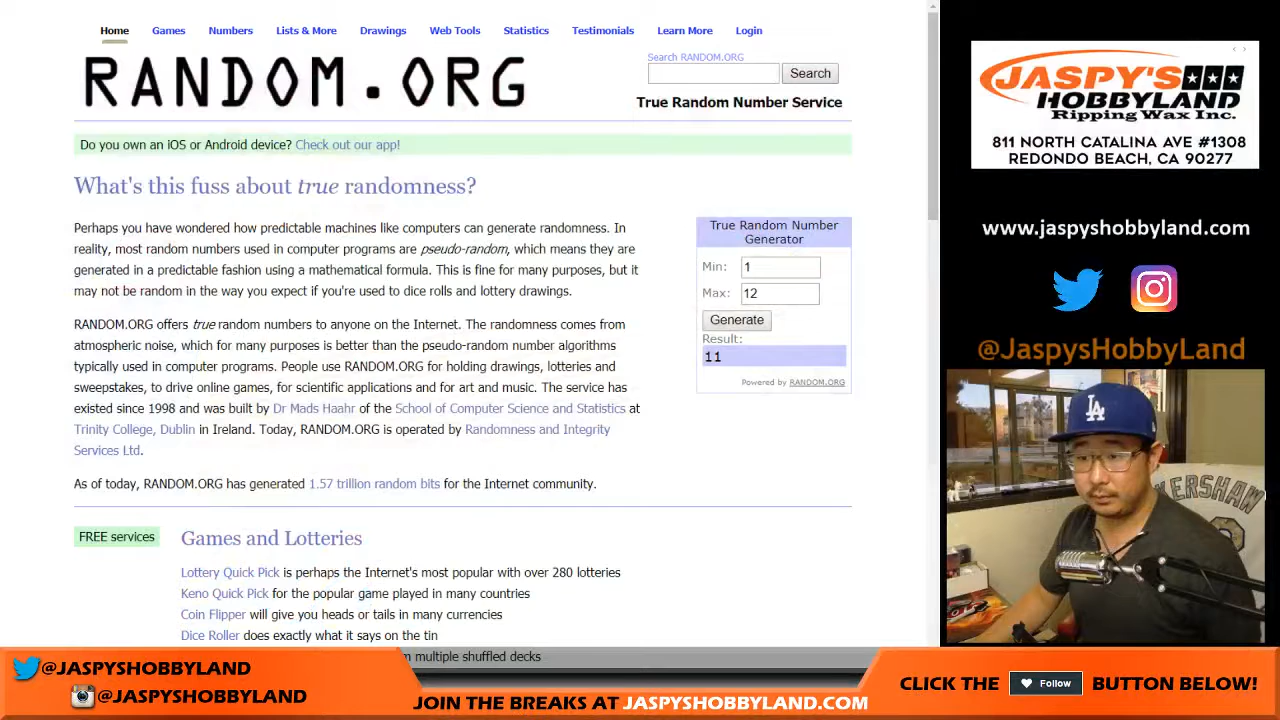 Home Games Numbers Lists & More Drawings Web Tools Statistics Testimonials Learn More Login
RANDOM.ORG
Search RANDOM.ORG
Search
True Random Number Service
Do you own an iOS or Android device? Check out our app!
What's this fuss about true randomness?
Perhaps you have wondered how predictable machines like computers can generate randomness. In
reality, most random numbers used in computer programs are pseudo-random, which means they are
generated in a predictable fashion using a mathematical formula. This is fine for many purposes, but it
may not be random in the way you expect if you're used to dice rolls and lottery drawings.
RANDOM.ORG offers true random numbers to anyone on the Internet. The randomness comes from
atmospheric noise, which for many purposes is better than the pseudo-random number algorithms
typically used in computer programs. People use RANDOM.ORG for holding drawings, lotteries and
sweepstakes, to drive online games, for scientific applications and for art and music. The service has
existed since 1998 and was built by Dr Mads Haahr of the School of Computer Science and Statistics at
Trinity College, Dublin in Ireland. Today, RANDOM.ORG is operated by Randomness and Integrity
Services Ltd.
As of today, RANDOM.ORG has generated 1.57 trillion random bits for the Internet community.
True Random Number
Generator
Min: 1
Max: 12
Generate
Result:
11
Powered by RANDOM.ORG
FREE services
Games and Lotteries
Lottery Quick Pick is perhaps the Internet's most popular with over 280 lotteries
Keno Quick Pick for the popular game played in many countries
Coin Flipper will give you heads or tails in many currencies
Dice Roller does exactly what it says on the tin
m multiple shuffled decks
JASPY'S
HOBBYLAND
Ripping Wax Inc.
811 NORTH CATALINA AVE #1308
REDONDO BEACH, CA 90277
www.jaspyshobbyland.com
@JaspysHobbyLand
LA
KERSHAW
@JASPYSHOBBYLAND
@JASPYSHOBBYLAND
JOIN THE BREAKS AT JASPYSHOBBYLAND.COM
CLICK THE Follow BUTTON BELOW!